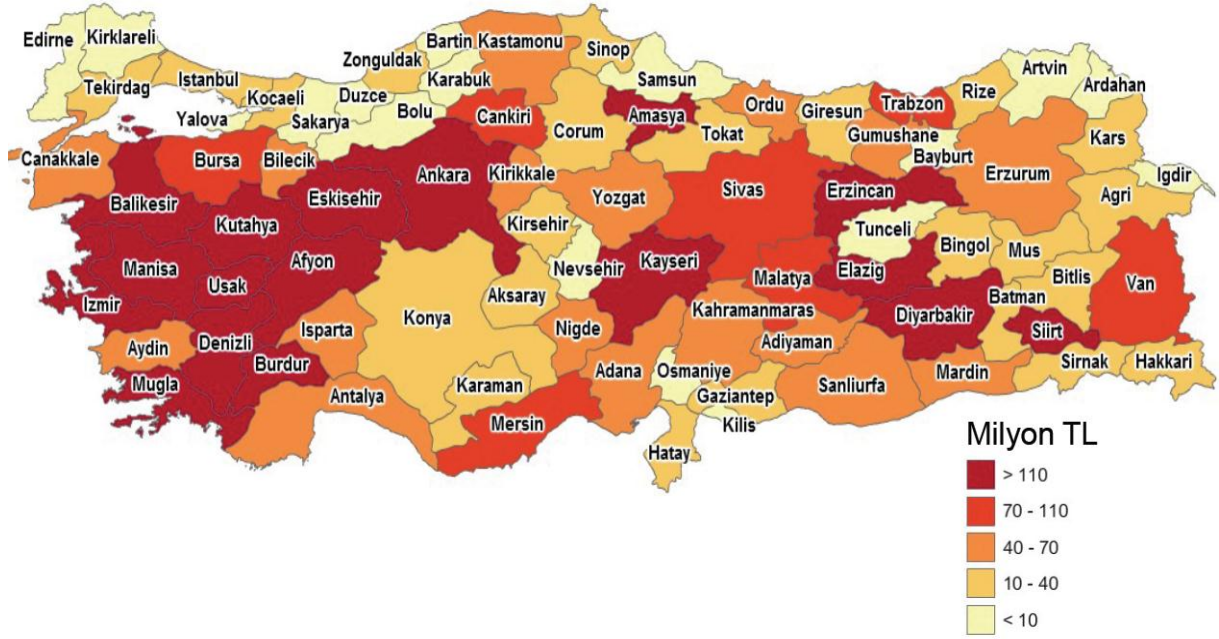 Edirne
Kirklareli
Tekirdag
Istanbul
Kocaeli
Yalova
Sakarya
Duzce
Bolu
Zonguldak
Bartin
Karabuk
Kastamonu
Sinop
Samsun
Cankiri
Corum
Amasya
Tokat
Ordu
Giresun
Trabzon
Gumushane
Bayburt
Rize
Artvin
Ardahan
Kars
Igdir
Agri
Erzurum
Canakkale
Bursa
Bilecik
Balikesir
Kutahya
Eskisehir
Ankara
Kirikkale
Kirsehir
Yozgat
Sivas
Erzincan
Tunceli
Bingol
Mus
Bitlis
Van
Manisa
Usak
Afyon
Izmir
Nevsehir
Kayseri
Malatya
Elazig
Diyarbakir
Batman
Siirt
Sirnak
Hakkari
Aydin
Denizli
Isparta
Burdur
Mugla
Antalya
Konya
Aksaray
Karaman
Nigde
Mersin
Adana
Kahramanmaras
Adiyaman
Osmaniye
Gaziantep
Kilis
Hatay
Sanliurfa
Mardin
Milyon TL
> 110
70 - 110
40 - 70
10 - 40
< 10